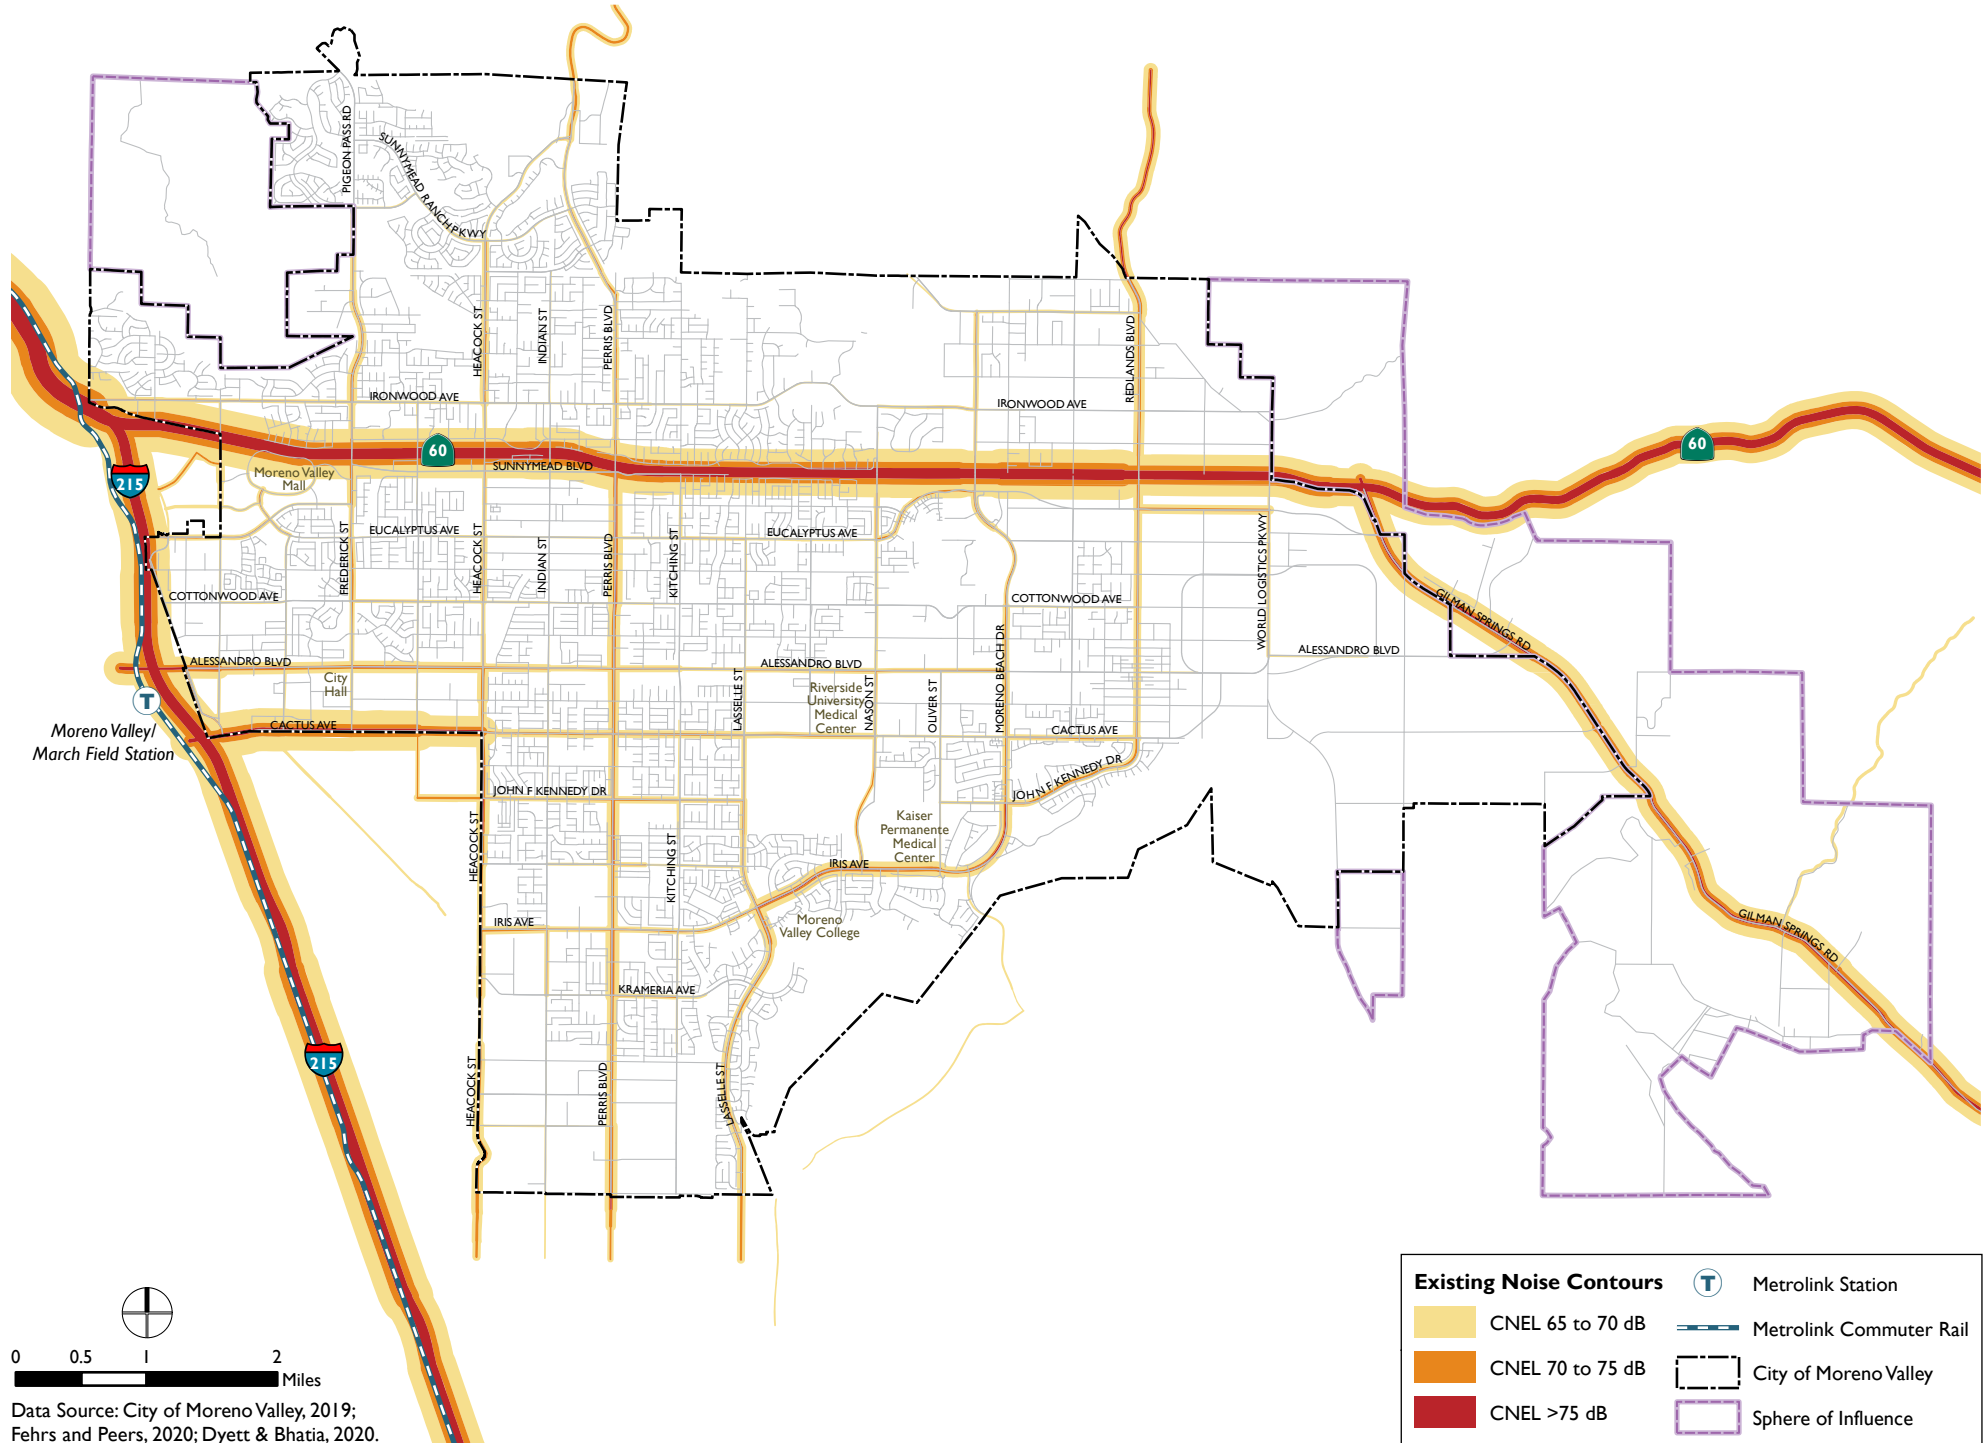 PIGEON PASS RD
SUNNYMEAD RANCH PKWY
HEACOCK ST
INDIAN ST
PERRIS BLVD
REDLANDS BLVD
IRONWOOD AVE
IRONWOOD AVE
60
60
SUNNYMEAD BLVD
Moreno Valley
Mall
215
FREDERICK ST
EUCALYPTUS AVE
HEACOCK ST
INDIAN ST
PERRIS BLVD
KITCHING ST
EUCALYPTUS AVE
WORLD LOGISTICS PKWY
COTTONWOOD AVE
COTTONWOOD AVE
GILMAN SPRINGS RD
ALESSANDRO BLVD
ALESSANDRO BLVD
ALESSANDRO BLVD
City
Hall
LASSELLE ST
Riverside
University
Medical
Center
NASON ST
OLIVER ST
MORENO BEACH DR
T
Moreno Valley/
March Field Station
CACTUS AVE
CACTUS AVE
JOHN F KENNEDY DR
JOHN F KENNEDY DR
HEACOCK ST
KITCHING ST
Kaiser
Permanente
Medical
Center
IRIS AVE
IRIS AVE
Moreno
Valley College
GILMAN SPRINGS RD
KRAMERIA AVE
215
HEACOCK ST
PERRIS BLVD
LASSELLE ST
0 0.5 1 2
Miles
Data Source: City of Moreno Valley, 2019;
Fehrs and Peers, 2020; Dyett & Bhatia, 2020.
Existing Noise Contours
CNEL 65 to 70 dB
CNEL 70 to 75 dB
CNEL >75 dB
T
Metrolink Station
Metrolink Commuter Rail
City of Moreno Valley
Sphere of Influence